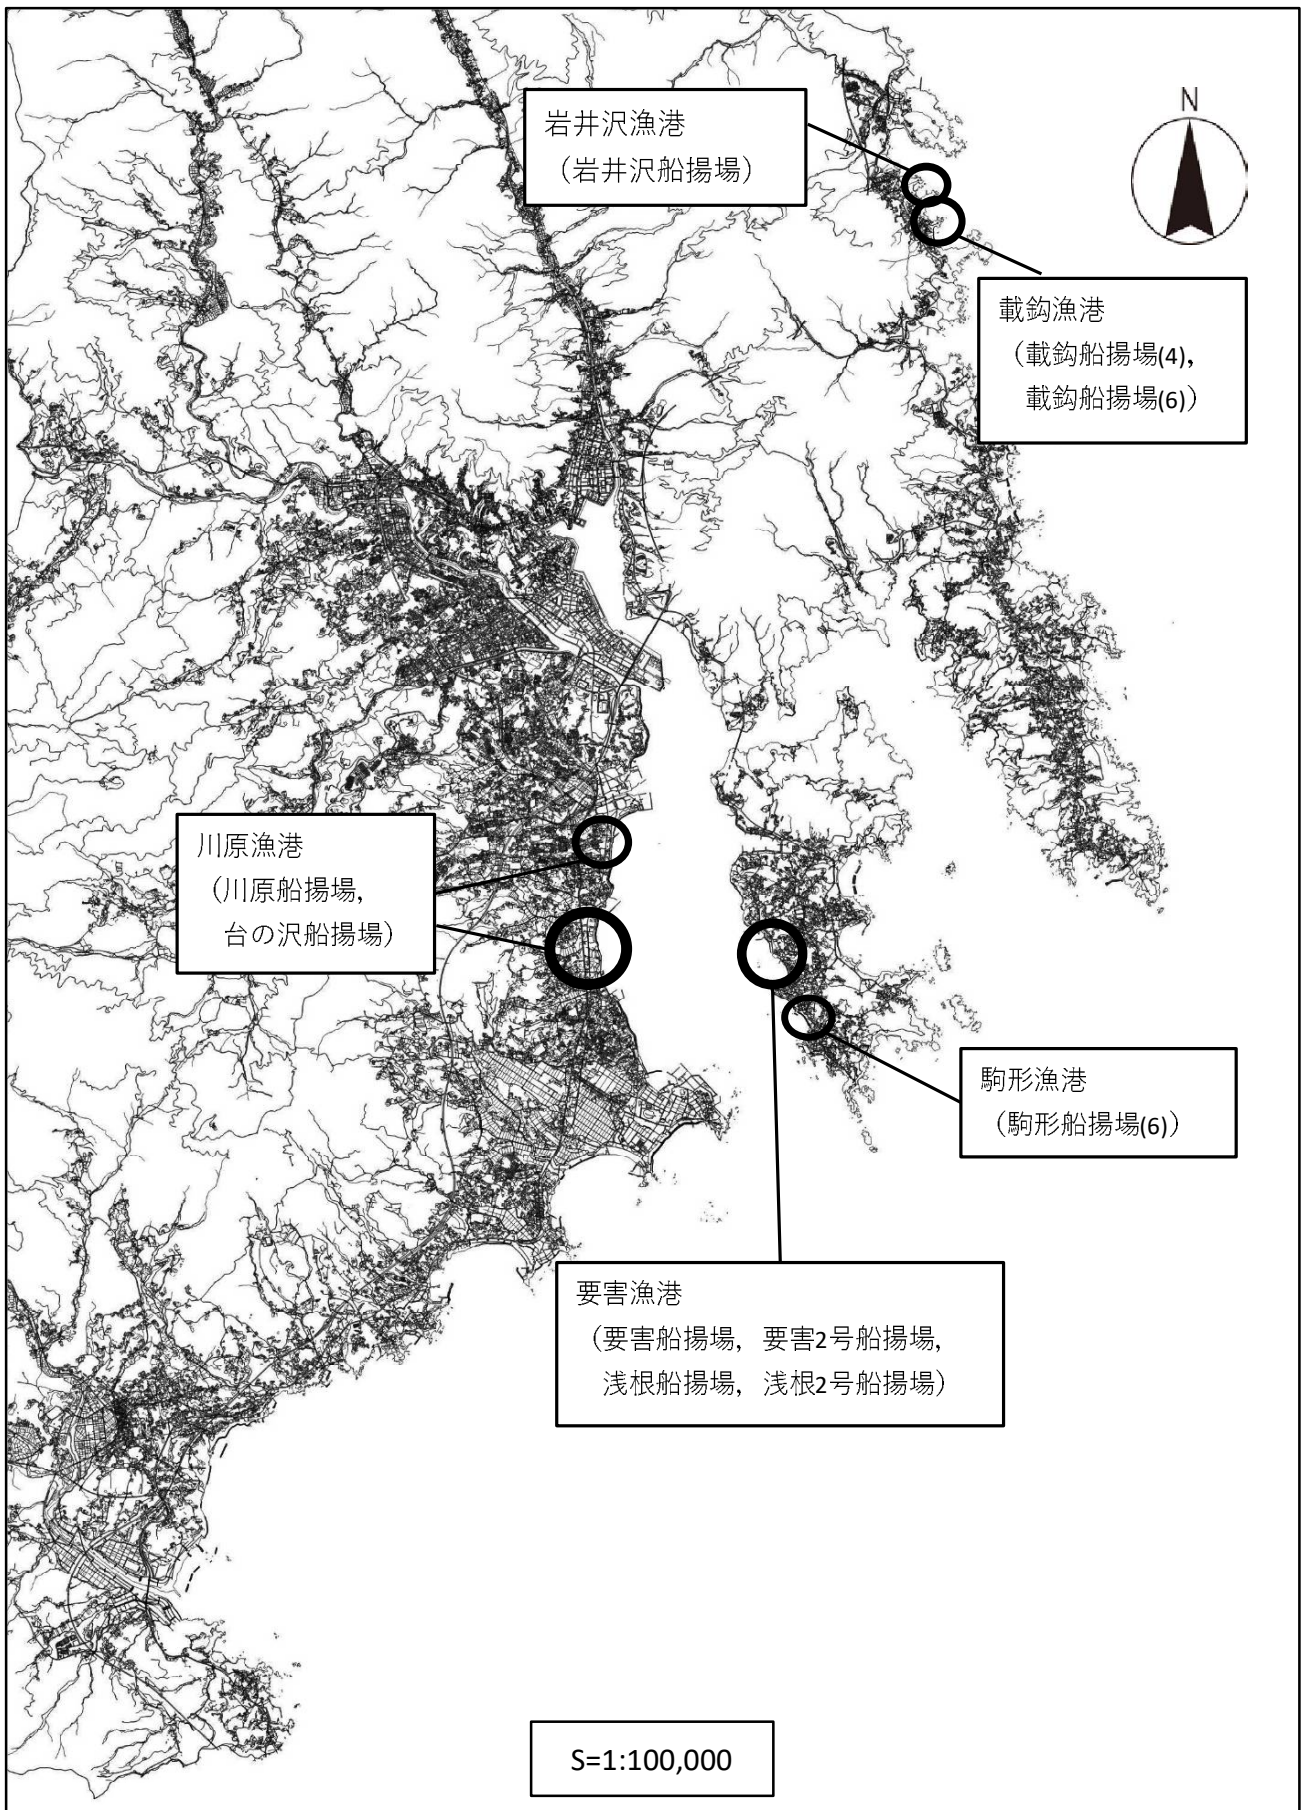 岩井沢漁港
（岩井沢船揚場）
N
載鈎漁港
（載鈎船揚場(4)，
載鈎船揚場(6)）
川原漁港
（川原船揚場，
台の沢船揚場）
駒形漁港
（駒形船揚場(6)）
要害漁港
（要害船揚場，要害2号船揚場，
浅根船揚場，浅根2号船揚場）
S=1:100,000